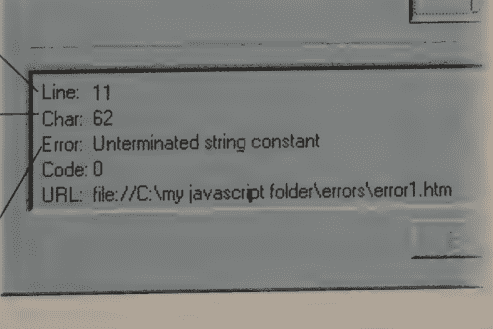 Line: 11
Char: 62
Error: Unterminated string constant
Code: 0
URL: file://C:\my javascript folder\errors\error1.htm